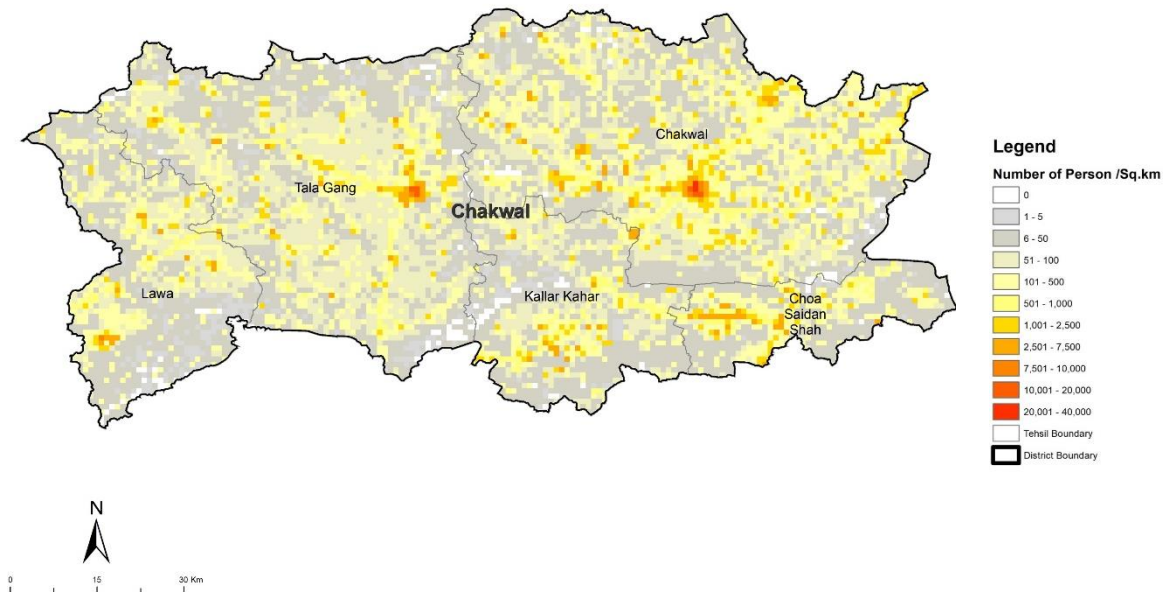 Chakwal
Tala Gang
Chakwal
Lawa
Kallar Kahar
Choa
Saidan
Shah
Legend
Number of Person /Sq.km
0
1 - 5
6 - 50
51 - 100
101 - 500
501 - 1,000
1,001 - 2,500
2,501 - 7,500
7,501 - 10,000
10,001 - 20,000
20,001 - 40,000
Tehsil Boundary
District Boundary
N
0 15 30 Km